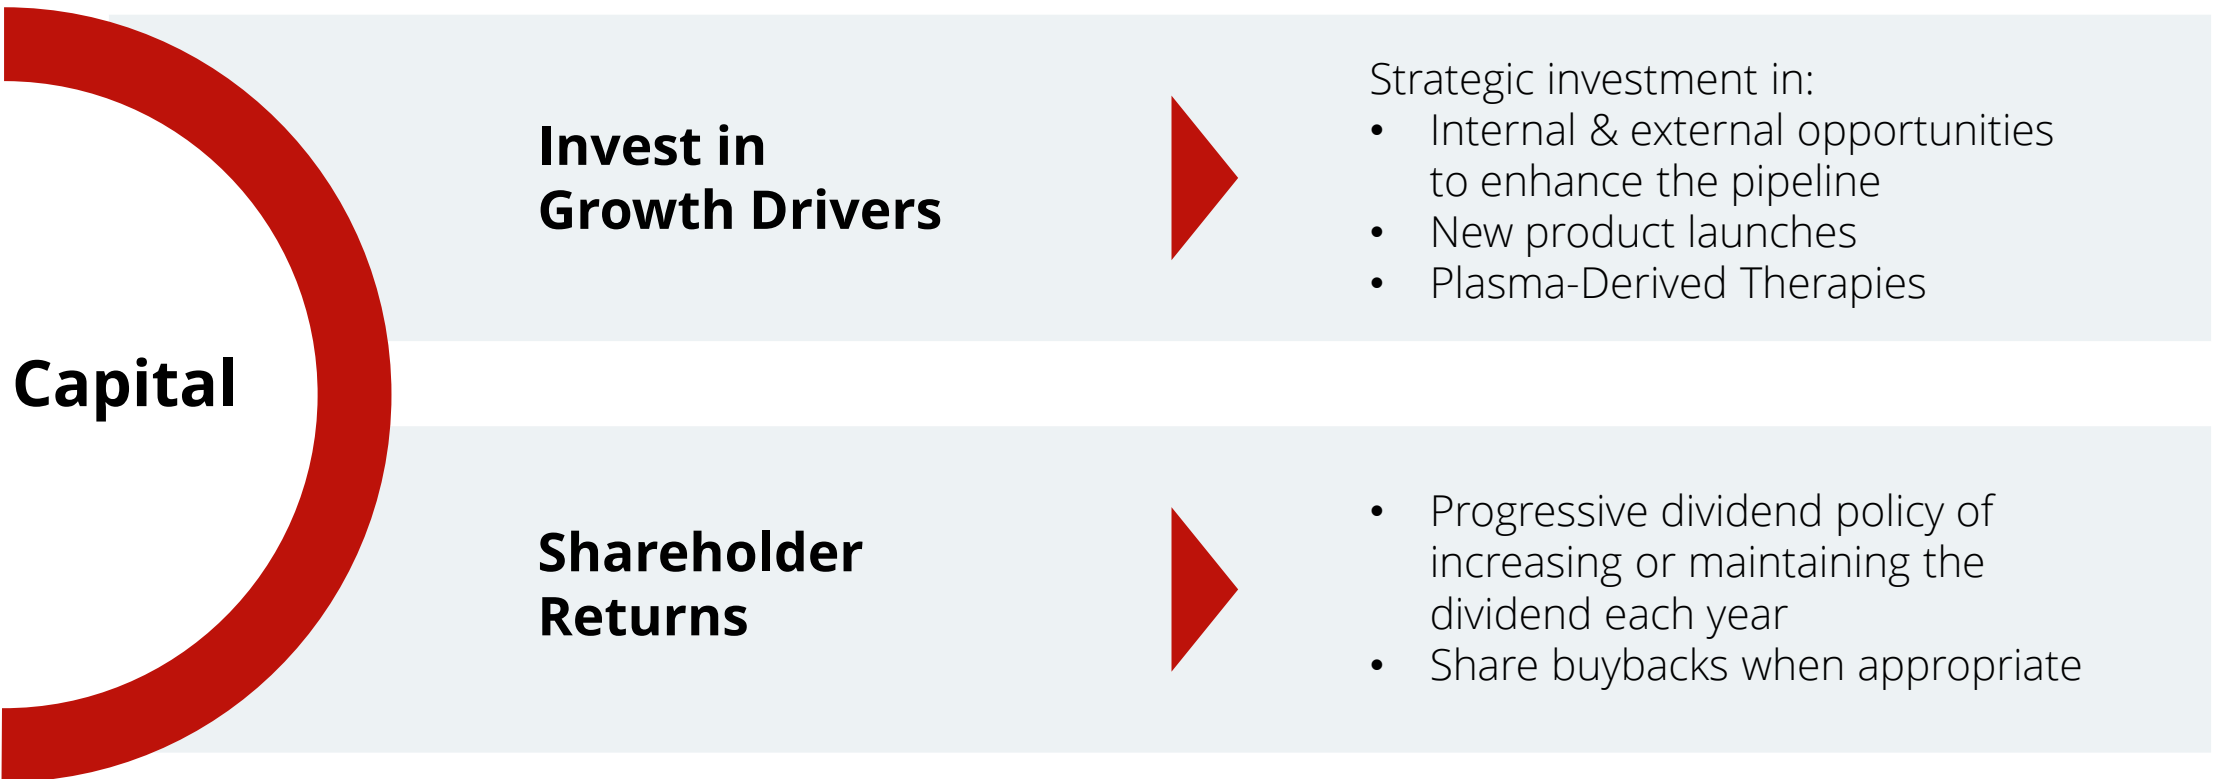 Capital
Invest in
Growth Drivers
Strategic investment in:
• Internal & external opportunities
to enhance the pipeline
• New product launches
• Plasma-Derived Therapies
Shareholder
Returns
• Progressive dividend policy of
increasing or maintaining the
dividend each year
• Share buybacks when appropriate